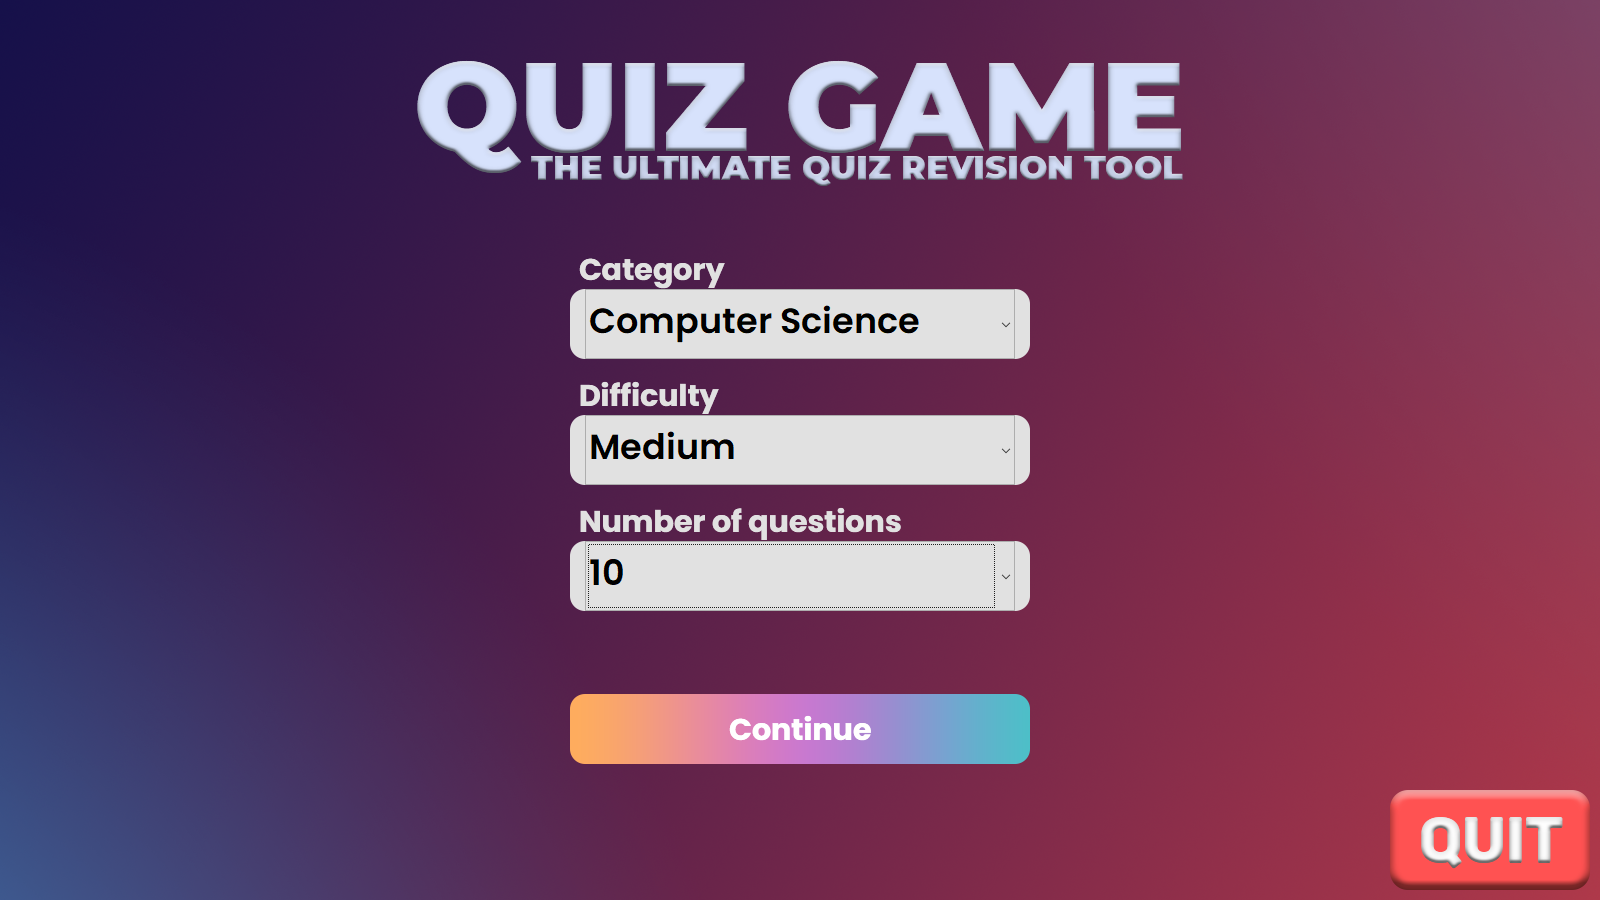 QUIZ GAME
THE ULTIMATE QUIZ REVISION TOOL
Category
Computer Science
Difficulty
Medium
Number of questions
10
Continue
QUIT